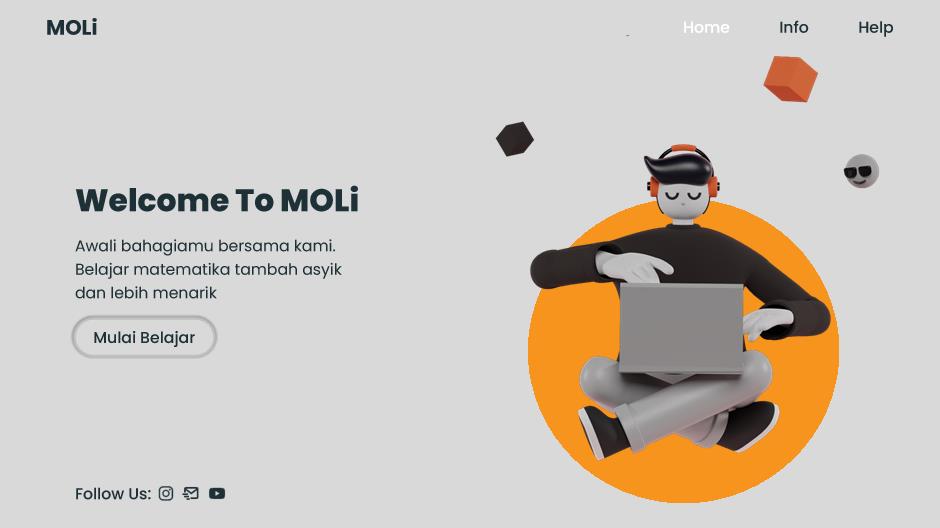 MOLi
Home
Info
Help
Welcome To MOLi
Awali bahagiamu bersama kami.
Belajar matematika tambah asyik
dan lebih menarik
Mulai Belajar
Follow Us: